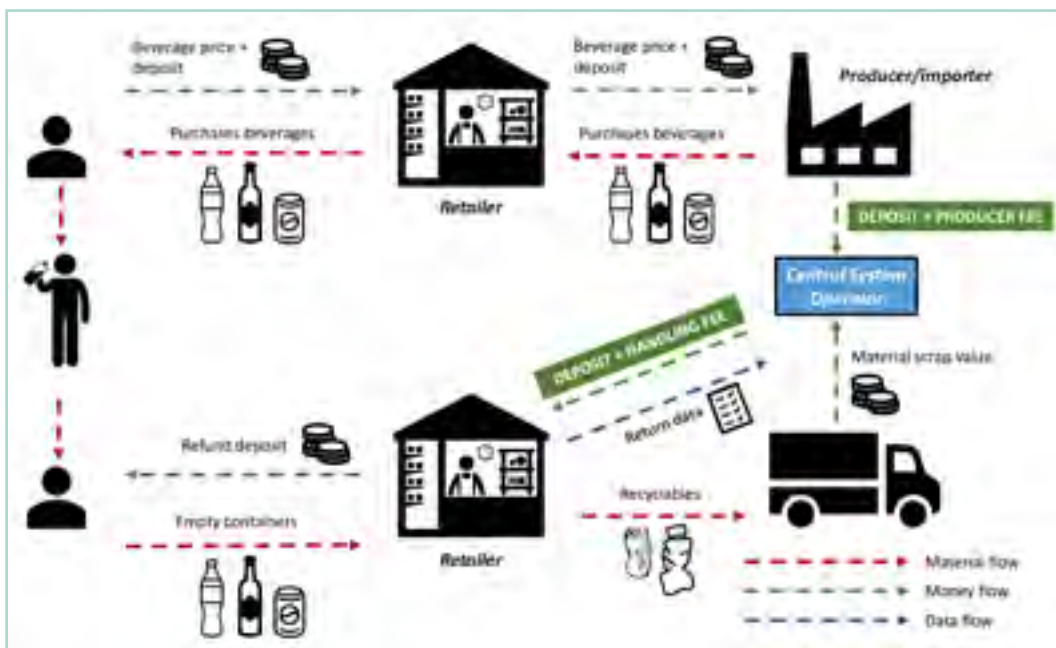 Beverage price +
deposit
Beverage price +
deposit
Producer/importer
Purchases beverages
Purchases beverages
Retailer
DEPOSIT + PRODUCER FEE
Central System
Operator
DEPOSIT + HANDLING FEE
Material scrap value
Return data
Refund deposit
Recyclables
Empty containers
Retailer
Material flow
Money flow
Data flow